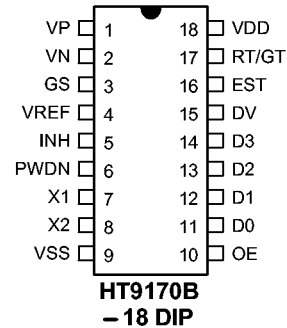 VP 1 18 VDD
VN 2 17 RT/GT
GS 3 16 EST
VREF 4 15 DV
INH 5 14 D3
PWDN 6 13 D2
X1 7 12 D1
X2 8 11 D0
VSS 9 10 OE
HT9170B
– 18 DIP